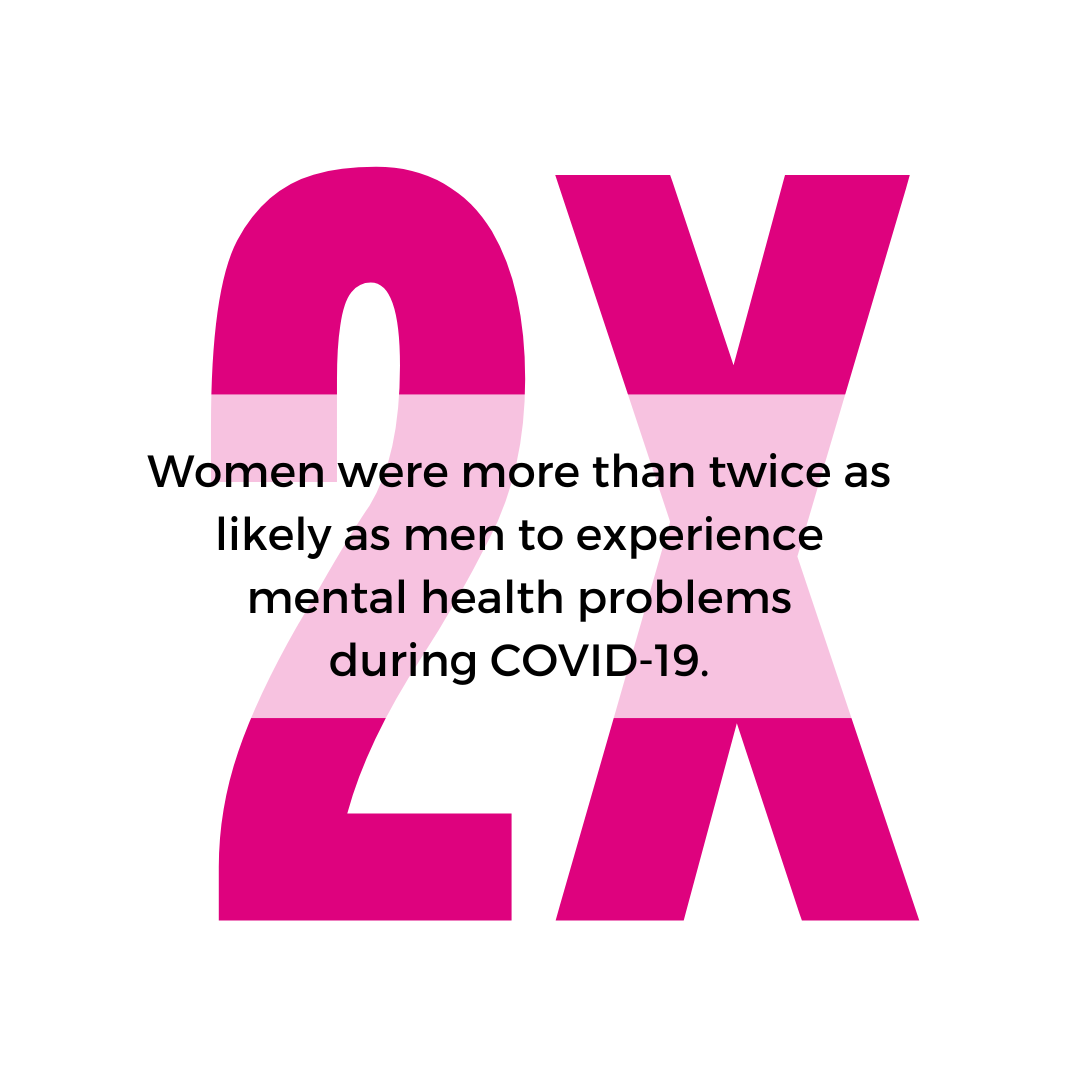 2X
Women were more than twice as
likely as men to experience
mental health problems
during COVID-19.